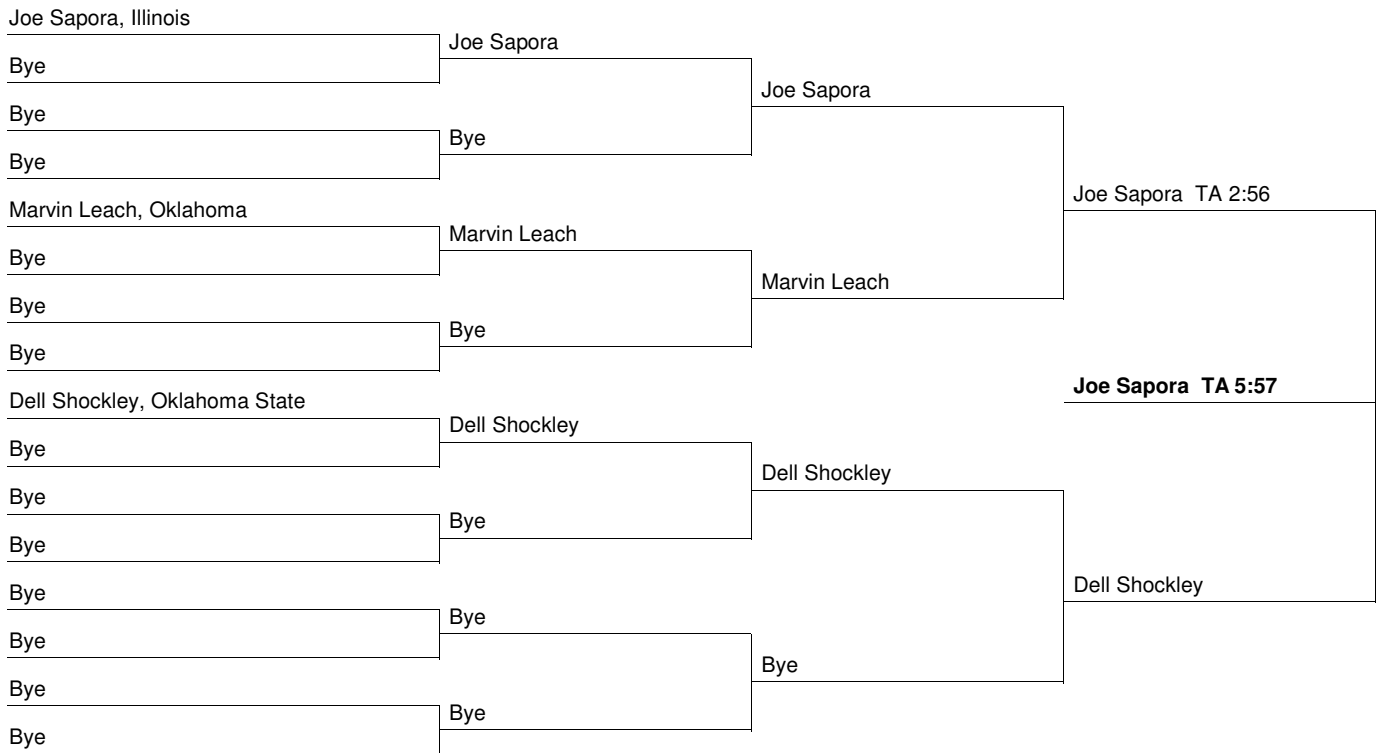 Joe Sapora, Illinois
Bye
Bye
Bye
Marvin Leach, Oklahoma
Bye
Bye
Bye
Dell Shockley, Oklahoma State
Bye
Bye
Bye
Bye
Bye
Bye
Bye
Joe Sapora
Bye
Marvin Leach
Bye
Dell Shockley
Bye
Bye
Bye
Joe Sapora
Marvin Leach
Dell Shockley
Bye
Joe Sapora TA 2:56
Joe Sapora TA 5:57
Dell Shockley